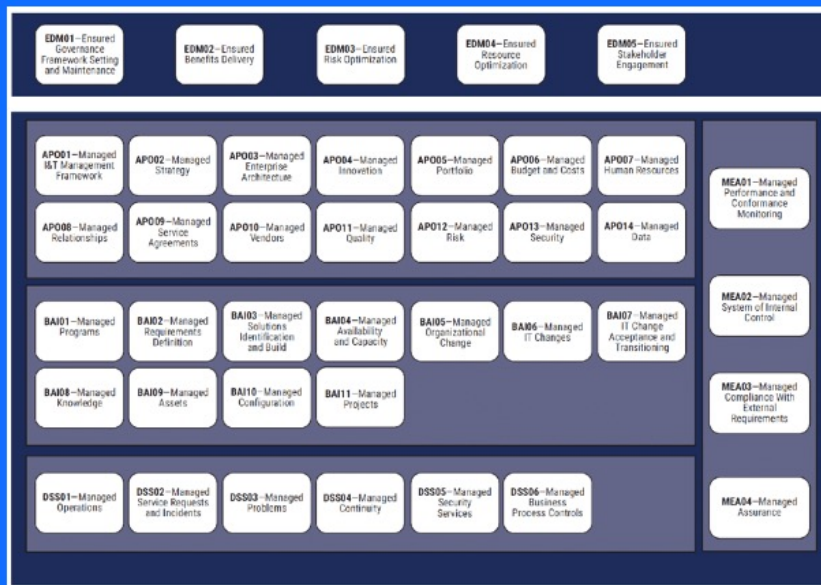 EDM01—Ensured
Governance
Framework Setting
and Maintenance
EDM02—Ensured
Benefits Delivery
EDM03—Ensured
Risk Optimization
EDM04—Ensured
Resource
Optimization
EDM05—Ensured
Stakeholder
Engagement
APO01—Managed
I&T Management
Framework
APO02—Managed
Strategy
APO03—Managed
Enterprise
Architecture
APO04—Managed
Innovation
APO05—Managed
Portfolio
APO06—Managed
Budget and Costs
APO07—Managed
Human Resources
APO08—Managed
Relationships
APO09—Managed
Service
Agreements
APO10—Managed
Vendors
APO11—Managed
Quality
APO12—Managed
Risk
APO13—Managed
Security
APO14—Managed
Data
BAI01—Managed
Programs
BAI02—Managed
Requirements
Definition
BAI03—Managed
Solutions
Identification
and Build
BAI04—Managed
Availability
and Capacity
BAI05—Managed
Organizational
Change
BAI06—Managed
IT Changes
BAI07—Managed
IT Change
Acceptance and
Transitioning
BAI08—Managed
Knowledge
BAI09—Managed
Assets
BAI10—Managed
Configuration
BAI11—Managed
Projects
DSS01—Managed
Operations
DSS02—Managed
Service Requests
and Incidents
DSS03—Managed
Problems
DSS04—Managed
Continuity
DSS05—Managed
Security
Services
DSS06—Managed
Business
Process Controls
MEA01—Managed
Performance and
Conformance
Monitoring
MEA02—Managed
System of Internal
Control
MEA03—Managed
Compliance With
External
Requirements
MEA04—Managed
Assurance